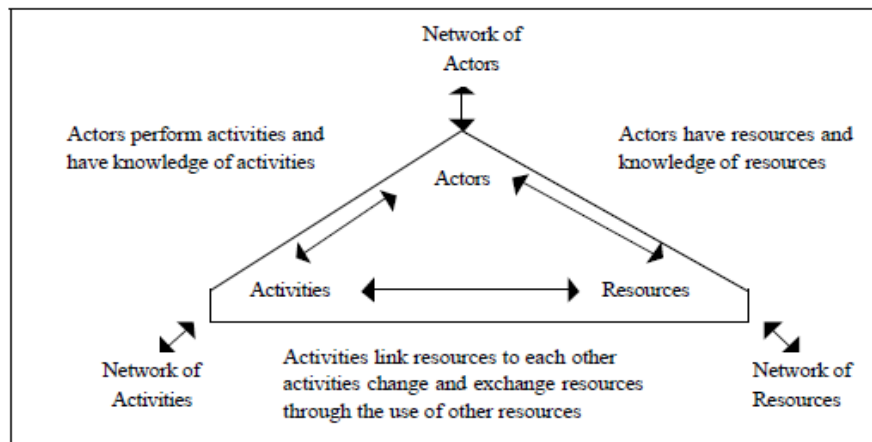 Network of
Actors
Actors perform activities and
have knowledge of activities
Actors have resources and
knowledge of resources
Actors
Activities
Resources
Network of
Activities
Activities link resources to each other
activities change and exchange resources
through the use of other resources
Network of
Resources